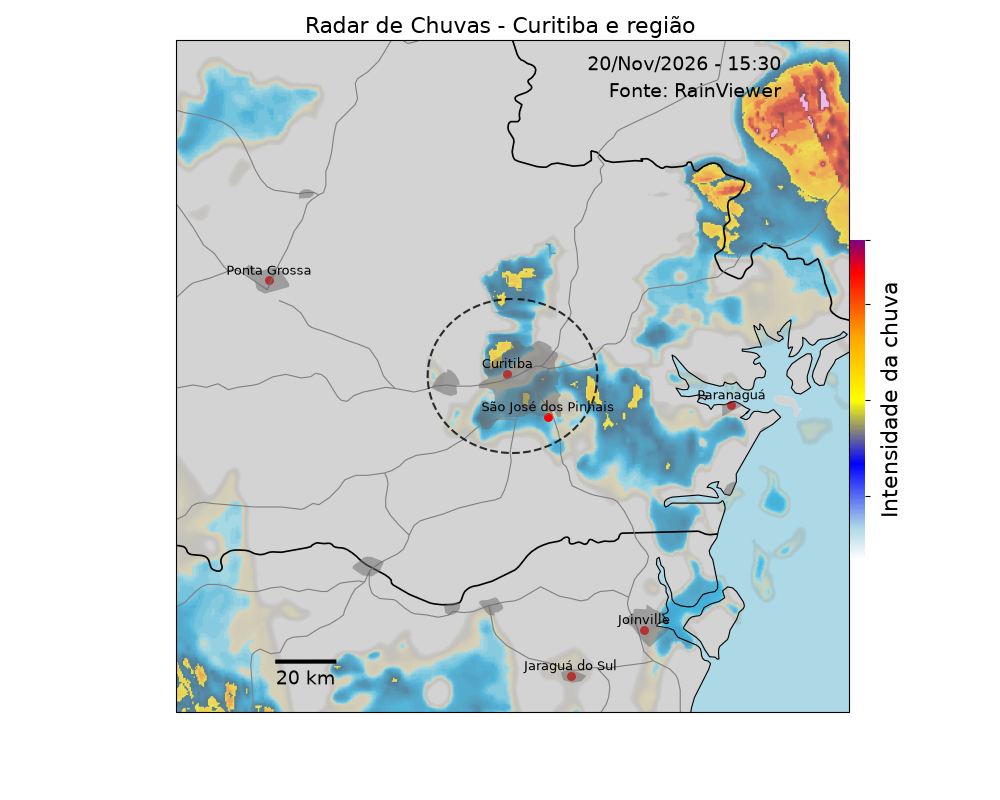 Radar de Chuvas - Curitiba e região
20/Nov/2026 - 15:30
Fonte: RainViewer
Ponta Grossa
Curitiba
Paranaguá
São José dos Pinhais
Intensidade da chuva
Joinville
Jaraguá do Sul
20 km